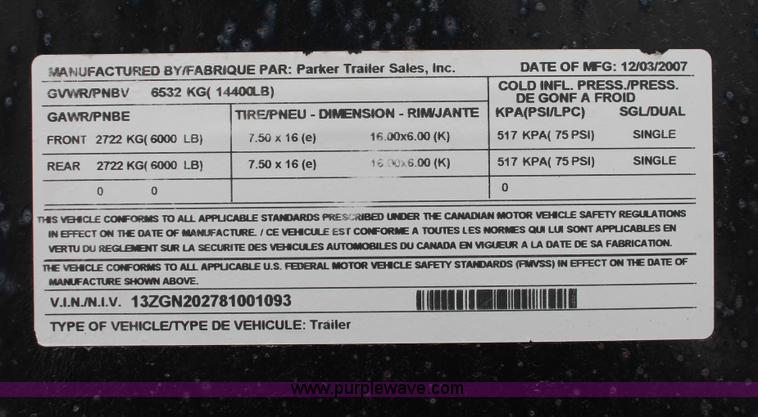 MANUFACTURED BY/FABRIQUE PAR: Parker Trailer Sales, Inc. DATE OF MFG: 12/03/2007
GVWR/PNBV 6532 KG( 14400LB) COLD INFL. PRESS./PRESS.
DE GONF A FROID
GAWR/PNBE TIRE/PNEU - DIMENSION - RIM/JANTE KPA(PSI/LPC) SGL/DUAL
FRONT 2722 KG( 6000 LB) 7.50 x 16 (e) 16.00x6.00 (K) 517 KPA( 75 PSI) SINGLE
REAR 2722 KG( 6000 LB) 7.50 x 16 (e) 16.00x6.00 (K) 517 KPA( 75 PSI) SINGLE
0 0 0
THIS VEHICLE CONFORMS TO ALL APPLICABLE STANDARDS PRESCRIBED UNDER THE CANADIAN MOTOR VEHICLE SAFETY REGULATIONS
IN EFFECT ON THE DATE OF MANUFACTURE. / CE VEHICULE EST CONFORME A TOUTES LES NORMES QUI LUI SONT APPLICABLES EN
VERTU DU REGLEMENT SUR LA SECURITE DES VEHICULES AUTOMOBILES DU CANADA EN VIGUEUR A LA DATE DE SA FABRICATION.
THE VEHICLE CONFORMS TO ALL APPLICABLE U.S. FEDERAL MOTOR VEHICLE SAFETY STANDARDS (FMVSS) IN EFFECT ON THE DATE OF
MANUFACTURE SHOWN ABOVE.
V.I.N./N.I.V. 13ZGN202781001093
TYPE OF VEHICLE/TYPE DE VEHICULE: Trailer
www.purplewave.com